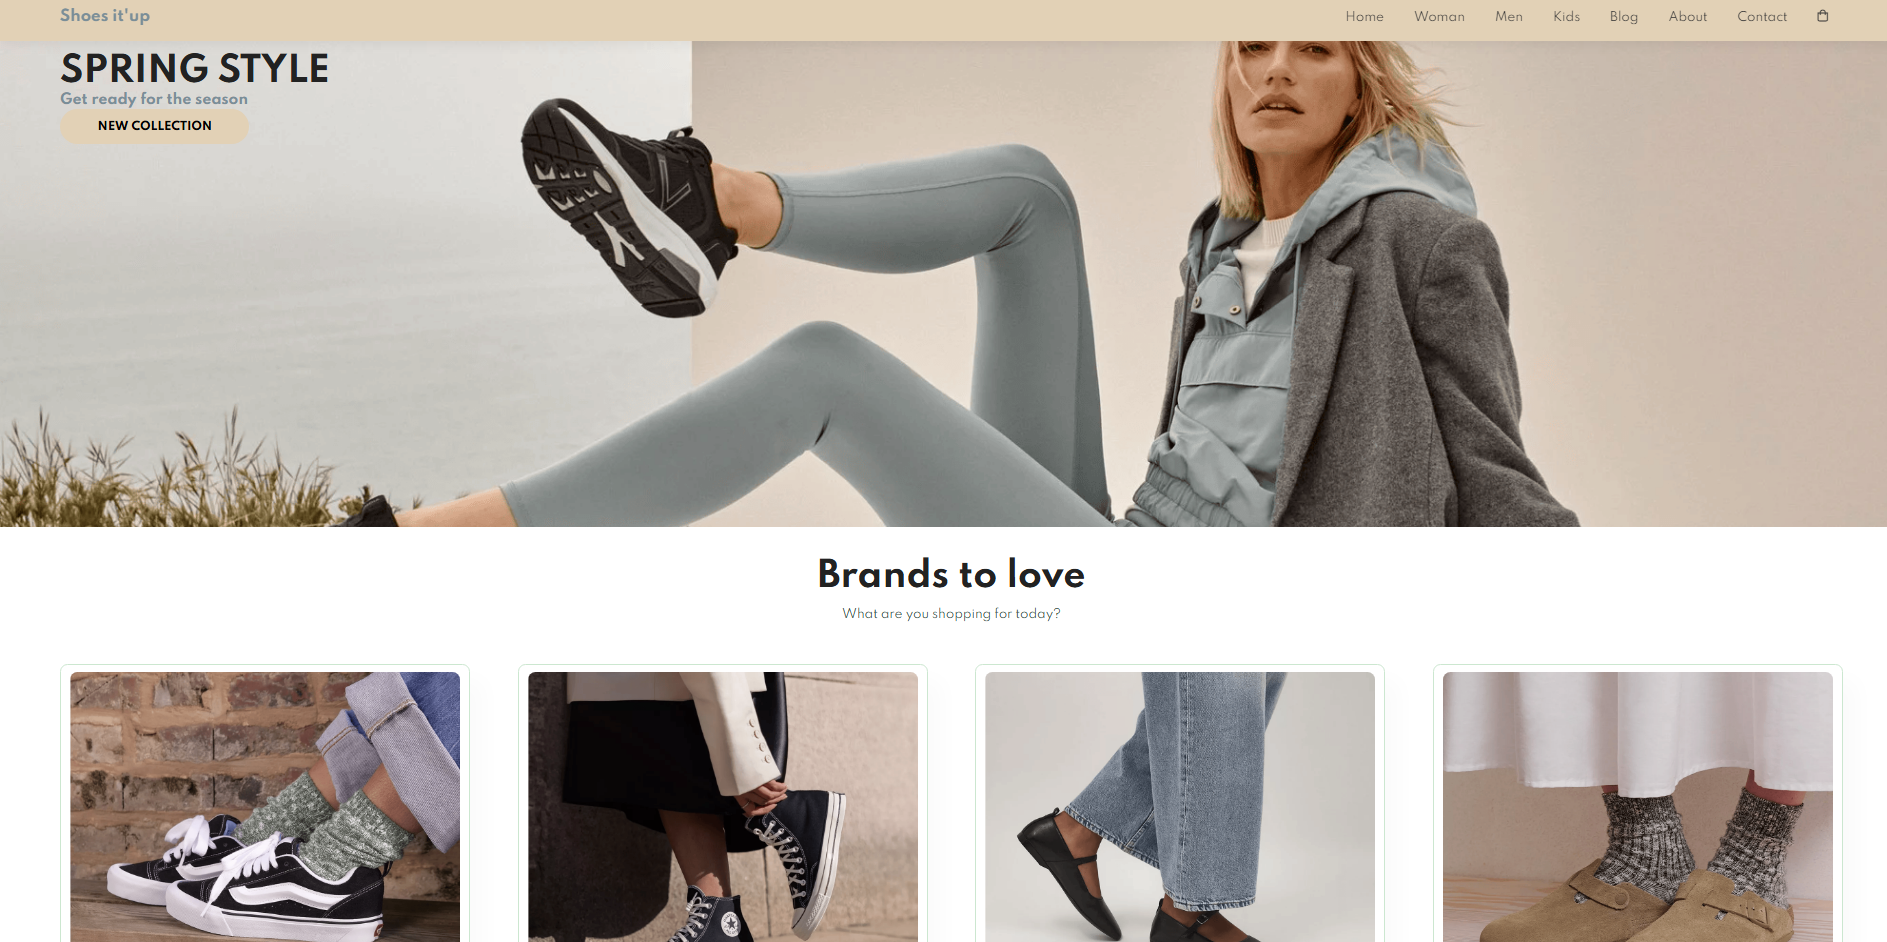 Shoes it'up
Home Woman Men Kids Blog About Contact
SPRING STYLE
Get ready for the season
NEW COLLECTION
Brands to love
What are you shopping for today?